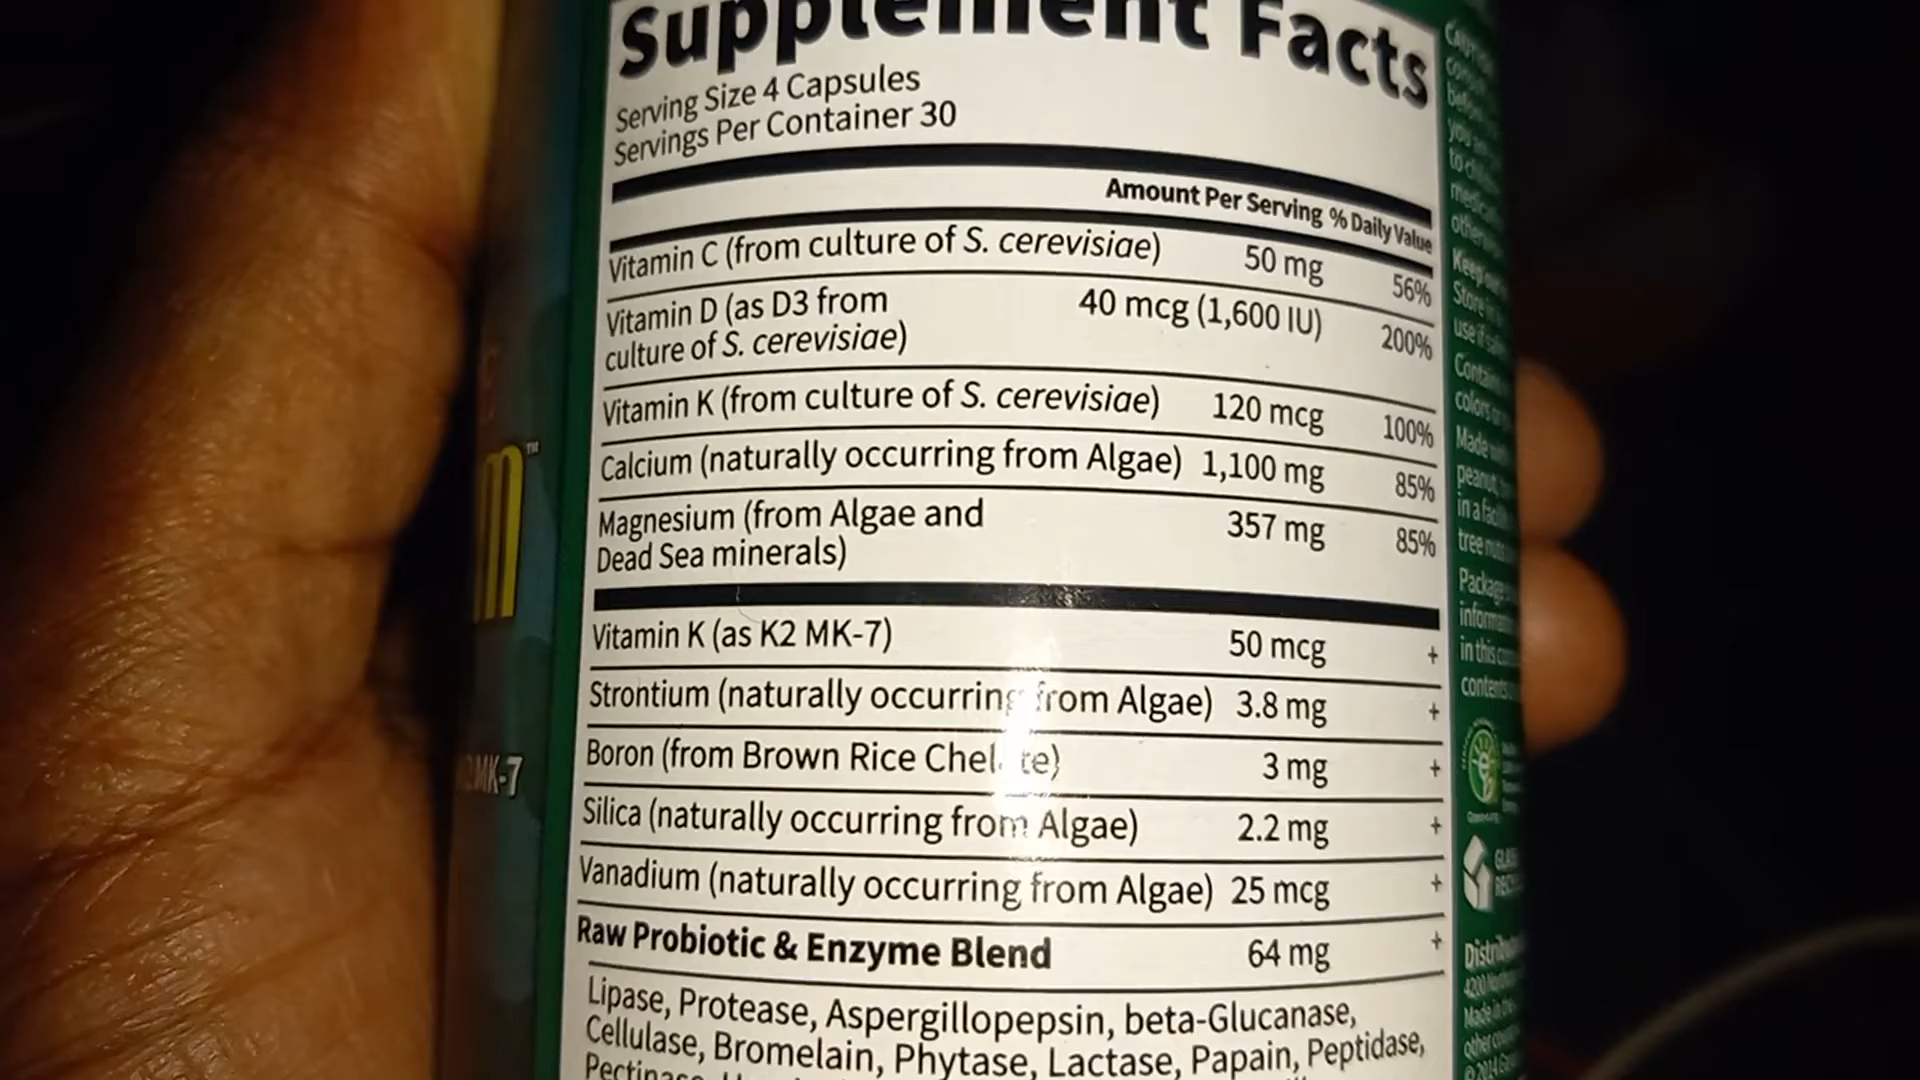 Supplement Facts
Serving Size 4 Capsules
Servings Per Container 30
Amount Per Serving % Daily Value
Vitamin C (from culture of S. cerevisiae) 50 mg 56%
Vitamin D (as D3 from 40 mcg (1,600 IU) 200%
culture of S. cerevisiae)
Vitamin K (from culture of S. cerevisiae) 120 mcg 100%
Calcium (naturally occurring from Algae) 1,100 mg 85%
Magnesium (from Algae and 357 mg 85%
Dead Sea minerals)
Vitamin K (as K2 MK-7) 50 mcg +
Strontium (naturally occurring from Algae) 3.8 mg +
Boron (from Brown Rice Chelate) 3 mg +
Silica (naturally occurring from Algae) 2.2 mg +
Vanadium (naturally occurring from Algae) 25 mcg +
Raw Probiotic & Enzyme Blend 64 mg +
Lipase, Protease, Aspergillopepsin, beta-Glucanase,
Cellulase, Bromelain, Phytase, Lactase, Papain, Peptidase,
m™
MK-7